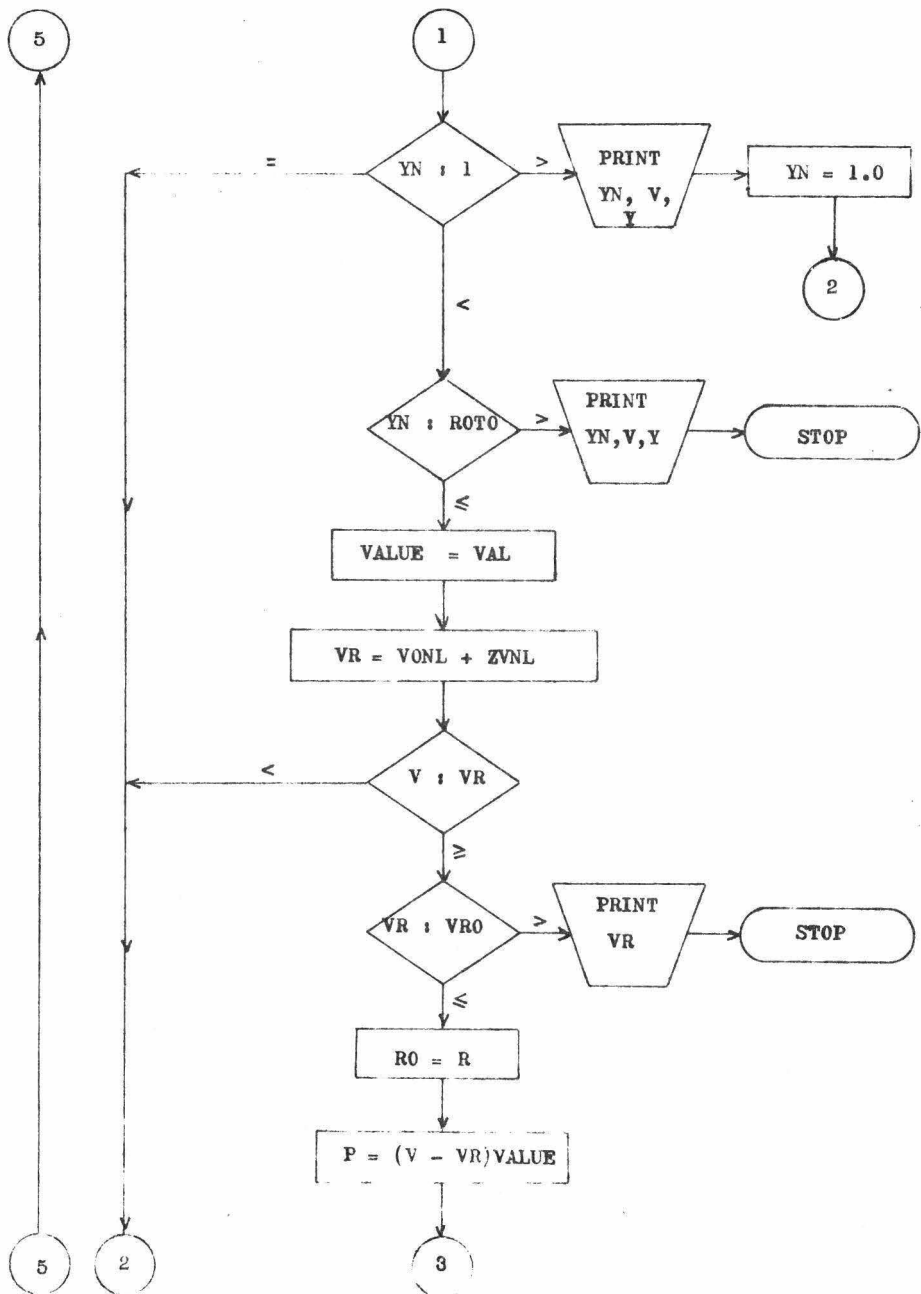 5
1
=
YN : 1
>
PRINT
YN, V,
Y
YN = 1.0
<
2
YN : ROTO
>
PRINT
YN,V,Y
STOP
≤
VALUE = VAL
VR = VONL + ZVNL
<
V : VR
≥
VR : VRO
>
PRINT
VR
STOP
≤
RO = R
P = (V - VR)VALUE
5
2
3